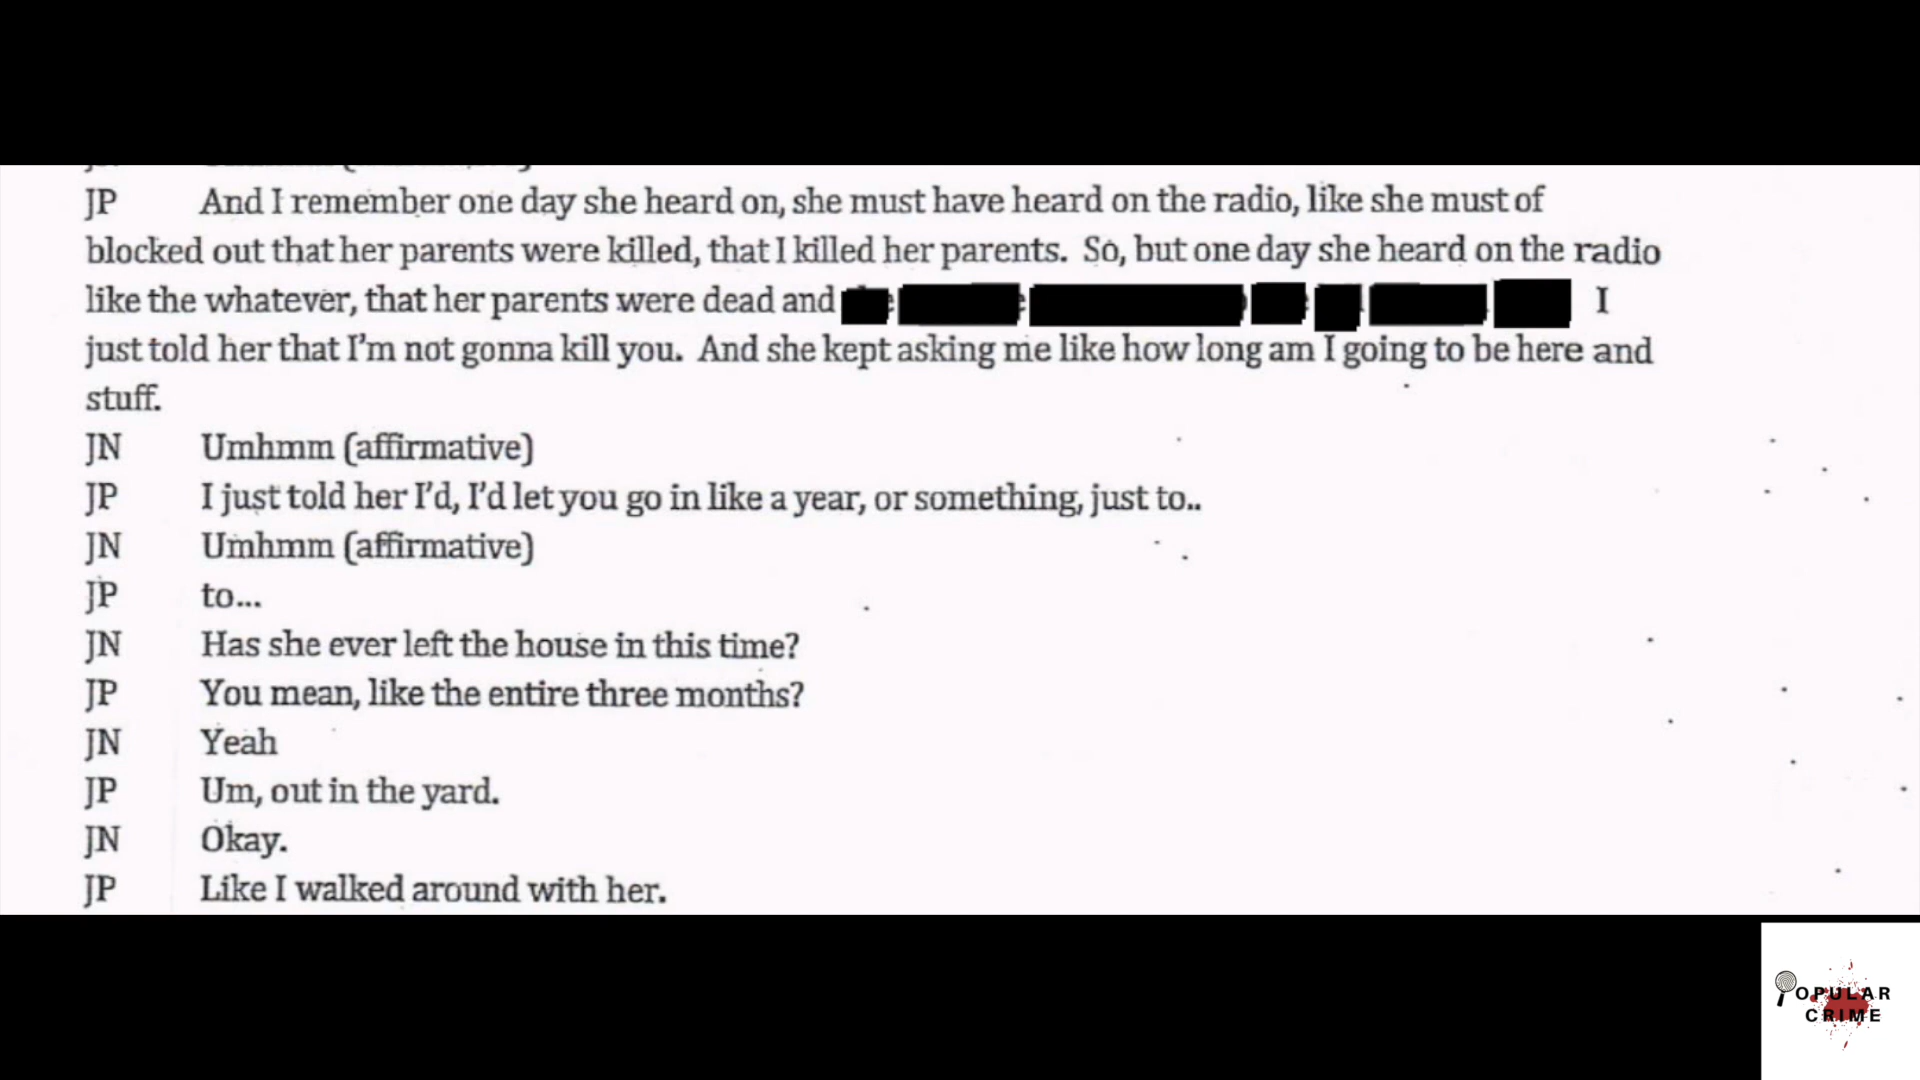 JP And I remember one day she heard on, she must have heard on the radio, like she must of
blocked out that her parents were killed, that I killed her parents. So, but one day she heard on the radio
like the whatever, that her parents were dead and I
just told her that I'm not gonna kill you. And she kept asking me like how long am I going to be here and
stuff.
JN Umhmm (affirmative)
JP I just told her I'd, I'd let you go in like a year, or something, just to..
JN Umhmm (affirmative)
JP to...
JN Has she ever left the house in this time?
JP You mean, like the entire three months?
JN Yeah
JP Um, out in the yard.
JN Okay.
JP Like I walked around with her.
POPULAR
CRIME